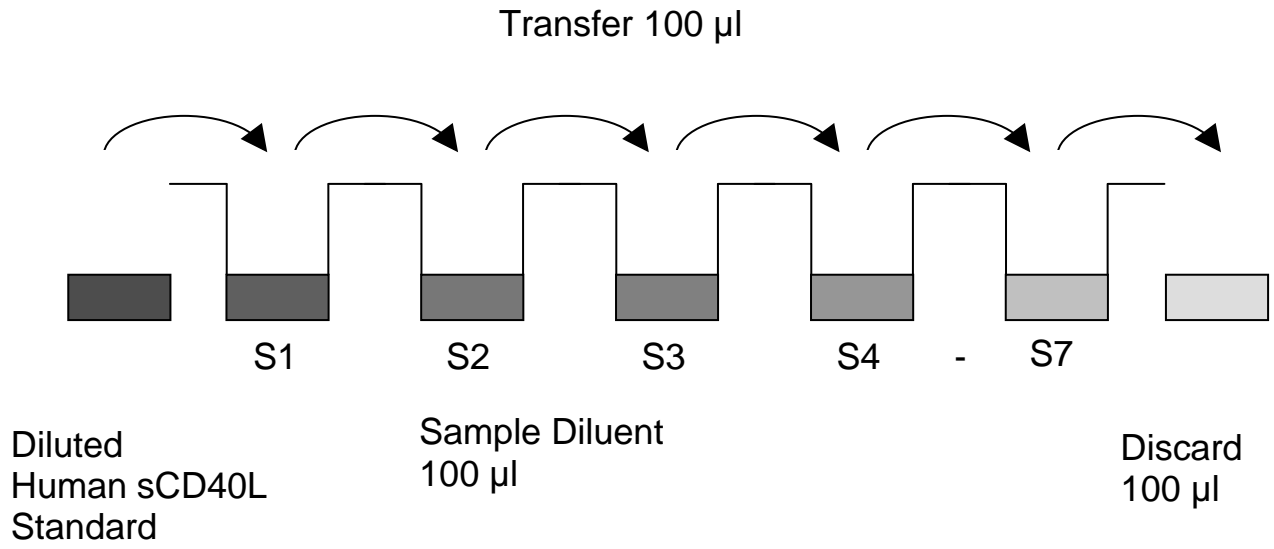 Transfer 100 µl
S1 S2 S3 S4 - S7
Diluted
Human sCD40L
Standard
Sample Diluent
100 µl
Discard
100 µl